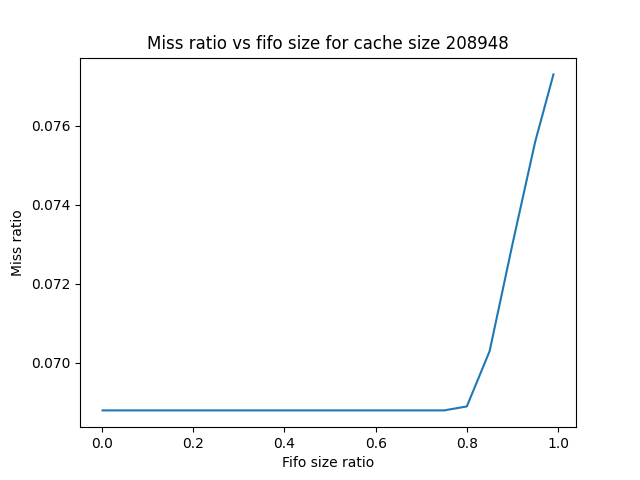 Miss ratio vs fifo size for cache size 208948
0.076
0.074
0.072
0.070
Miss ratio
0.0 0.2 0.4 0.6 0.8 1.0
Fifo size ratio